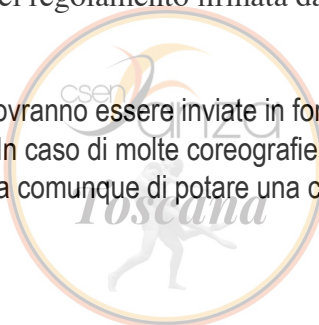 el regolamento firmata da
csen
Danza
ovranno essere inviate in for
In caso di molte coreografie
a comunque di potare una c
Toscana